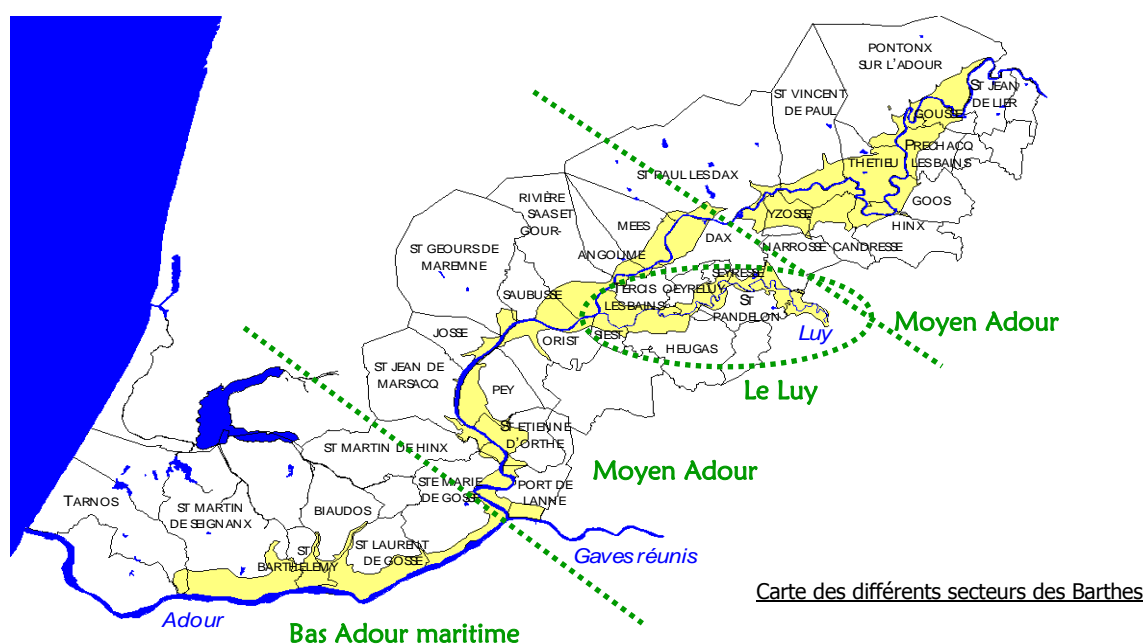 PONTONX
SUR L'ADOUR
ST JEAN
DE LIER
ST VINCENT
DE PAUL
GOUSSE
PRECHACQ
LES BAINS
THETIEU
ST PAUL LES DAX
GOOS
YZOSSE
HINX
RIVIÈRE
SAAS ET
GOUR-
MEES
DAX
NARROSSE
CANDRESSE
ST GEOURS DE
MAREMNE
ANGOUME
SEYRESSE
SAUBUSSE
TERCIS
LES BAINS
OEYRELUY
ST
PANDELON
Luy
Moyen Adour
JOSSE
ORIST
SIEST
HEUGAS
Le Luy
ST JEAN DE
MARSACQ
PEY
ST ETIENNE
D'ORTHE
ST MARTIN DE HINX
Moyen Adour
STE MARIE
DE GOSSE
PORT DE
LANNE
TARNOS
ST MARTIN
DE SEIGNANX
BIAUDOS
ST LAURENT
DE GOSSE
ST
BARTHELEMY
Gaves réunis
Adour
Bas Adour maritime
Carte des différents secteurs des Barthes